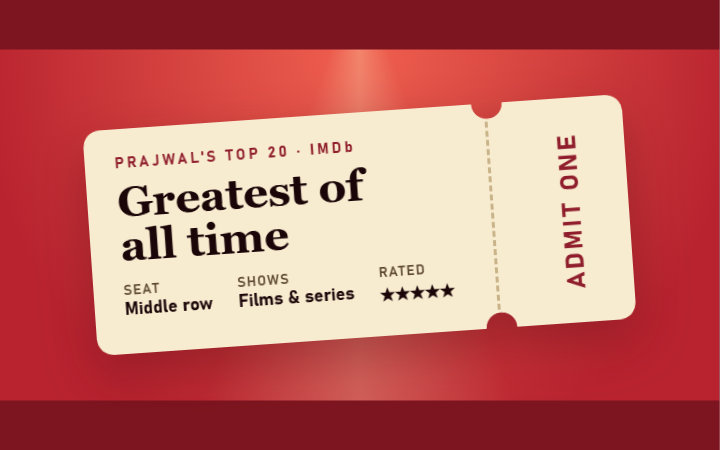 PRAJWAL'S TOP 20 · IMDb
Greatest of
all time
SEAT
Middle row
SHOWS
Films & series
RATED
★★★★★
ADMIT ONE